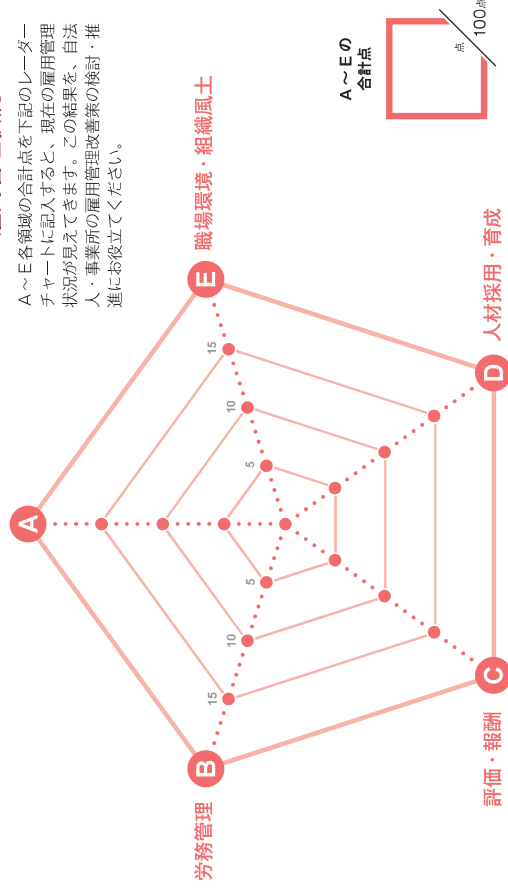 A～E各領域の合計点を下記のレーダー
チャートに記入すると、現在の雇用管理
状況が見えてきます。この結果を、自法
人・事業所の雇用管理改善策の検討・推
進にお役立てください。
A
B
労務管理
C
評価・報酬
D
人材採用・育成
E
職場環境・組織風土
5
10
15
5
10
15
A～Eの
合計点
点
100点